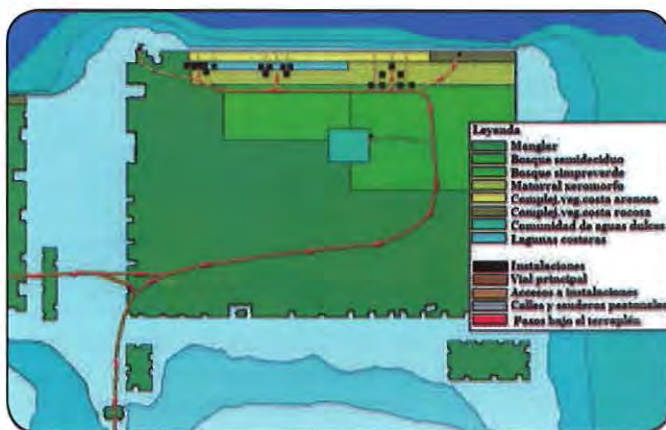 Leyenda
Manglar
Bosque semideciduo
Bosque simpreverde
Matorral xeromorfo
Complej.veg.costa arenosa
Complej.veg.costa rocosa
Comunidad de aguas dulces
Lagunas costeras
Instalaciones
Vial principal
Accesos a instalaciones
Calles y senderos peatonales
Pasos bajo el terraplén